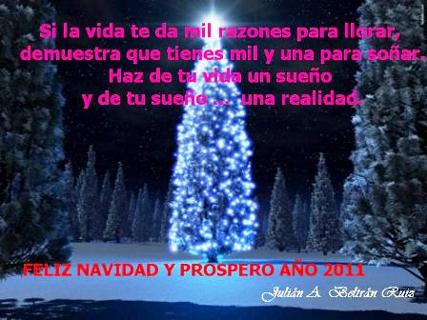 Si la vida te da mil razones para llorar,
demuestra que tienes mil y una para soñar.
Haz de tu vida un sueño
y de tu sueño ... una realidad.
FELIZ NAVIDAD Y PROSPERO AÑO 2011
Julián A. Beltrán Ruiz